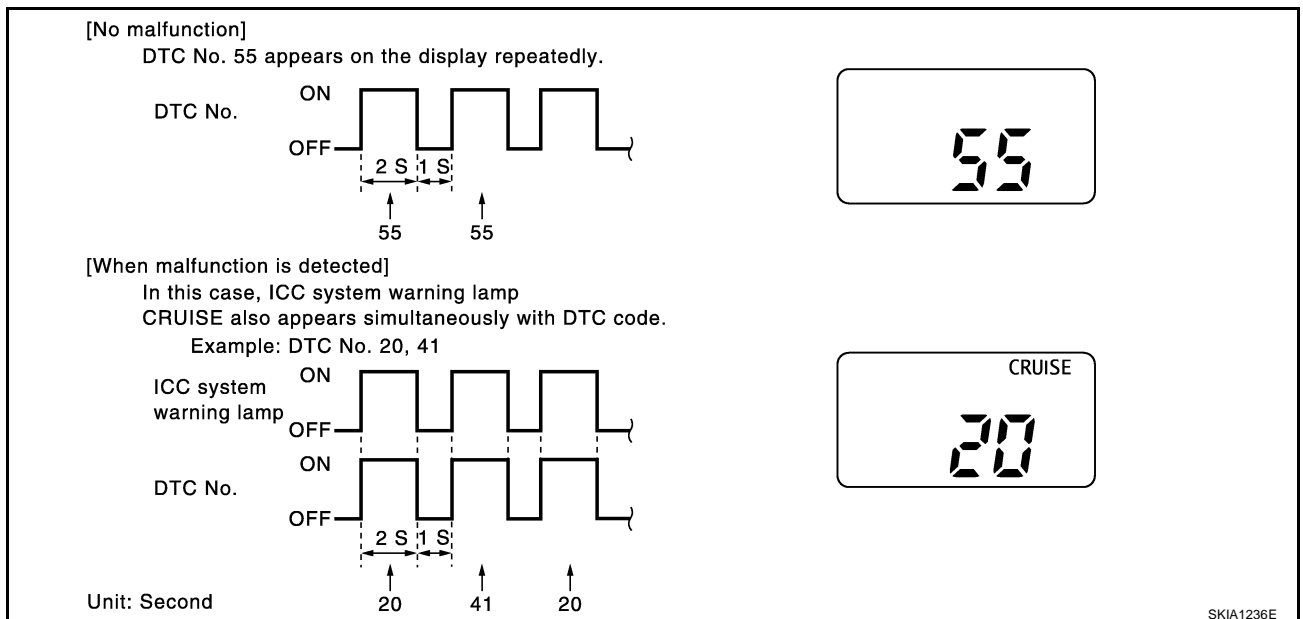 [No malfunction]
DTC No. 55 appears on the display repeatedly.
DTC No.
ON
OFF
2 S 1 S
55 55
55
[When malfunction is detected]
In this case, ICC system warning lamp
CRUISE also appears simultaneously with DTC code.
Example: DTC No. 20, 41
ICC system
warning lamp
ON
OFF
DTC No.
ON
OFF
2 S 1 S
20 41 20
CRUISE
20
Unit: Second
SKIA1236E